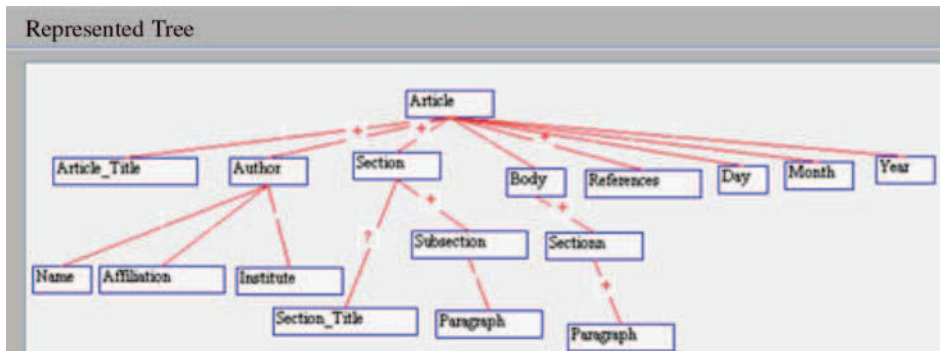 Represented Tree
Article
+ + +
Article_Title Author Section Body References Day Month Year
+ +
? Subsection Sectionn
Name Affiliation Institute +
Section_Title Paragraph Paragraph